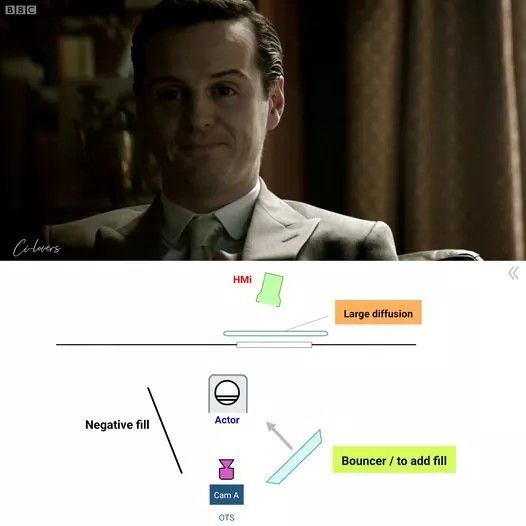 BBC
Ci-lovers
HMi
Large diffusion
Actor
Negative fill
Bouncer / to add fill
Cam A
OTS